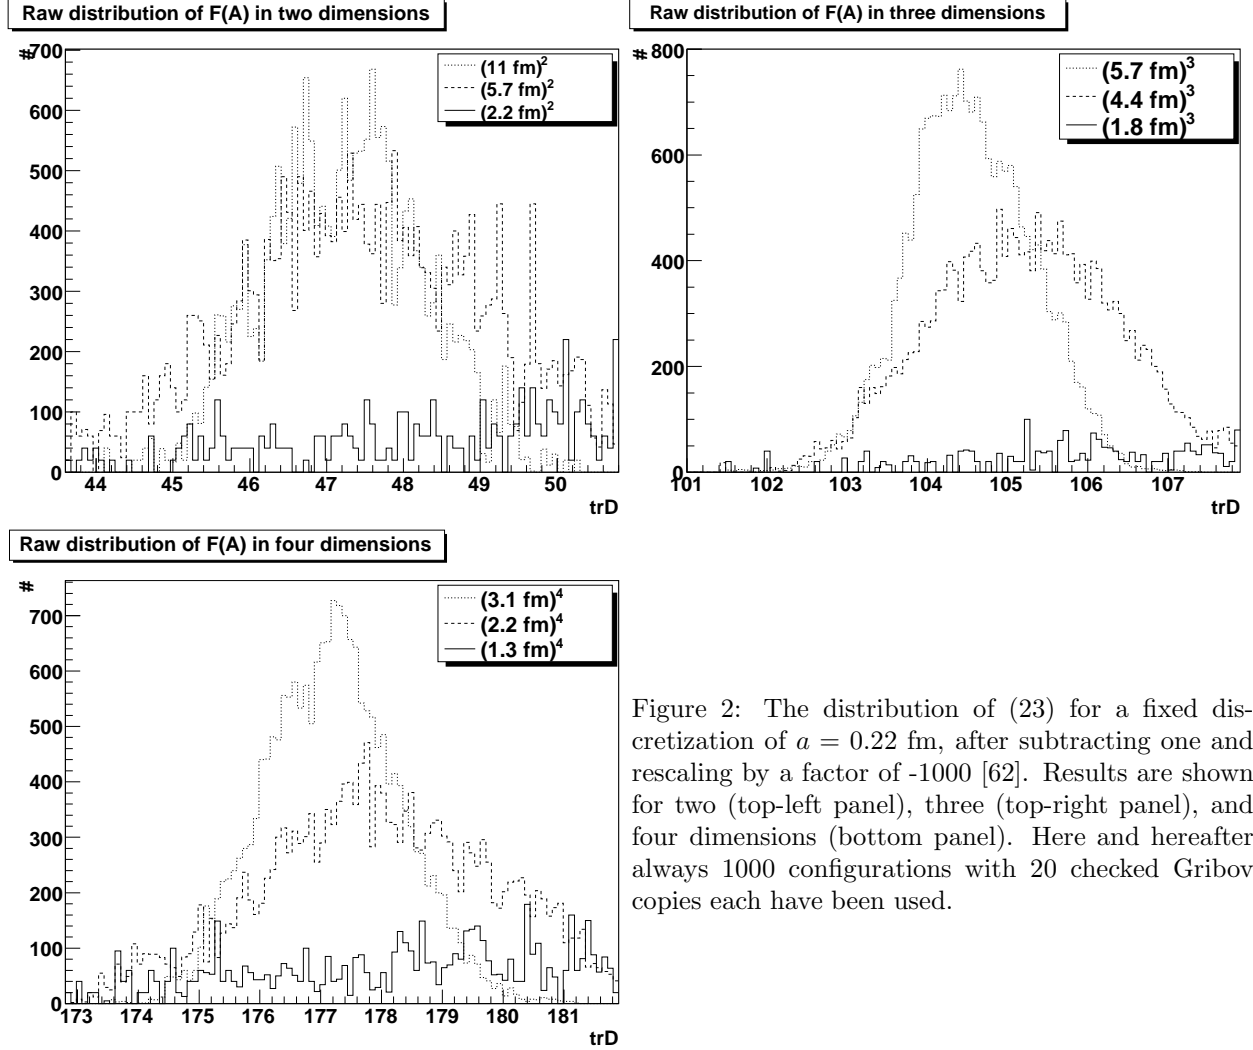 Raw distribution of F(A) in two dimensions
#
700
600
500
400
300
200
100
0
(11 fm)²
(5.7 fm)²
(2.2 fm)²
44 45 46 47 48 49 50
trD
Raw distribution of F(A) in three dimensions
#
800
600
400
200
0
(5.7 fm)³
(4.4 fm)³
(1.8 fm)³
101 102 103 104 105 106 107
trD
Raw distribution of F(A) in four dimensions
#
700
600
500
400
300
200
100
0
(3.1 fm)⁴
(2.2 fm)⁴
(1.3 fm)⁴
173 174 175 176 177 178 179 180 181
trD
Figure 2: The distribution of (23) for a fixed dis-
cretization of a = 0.22 fm, after subtracting one and
rescaling by a factor of -1000 [62]. Results are shown
for two (top-left panel), three (top-right panel), and
four dimensions (bottom panel). Here and hereafter
always 1000 configurations with 20 checked Gribov
copies each have been used.